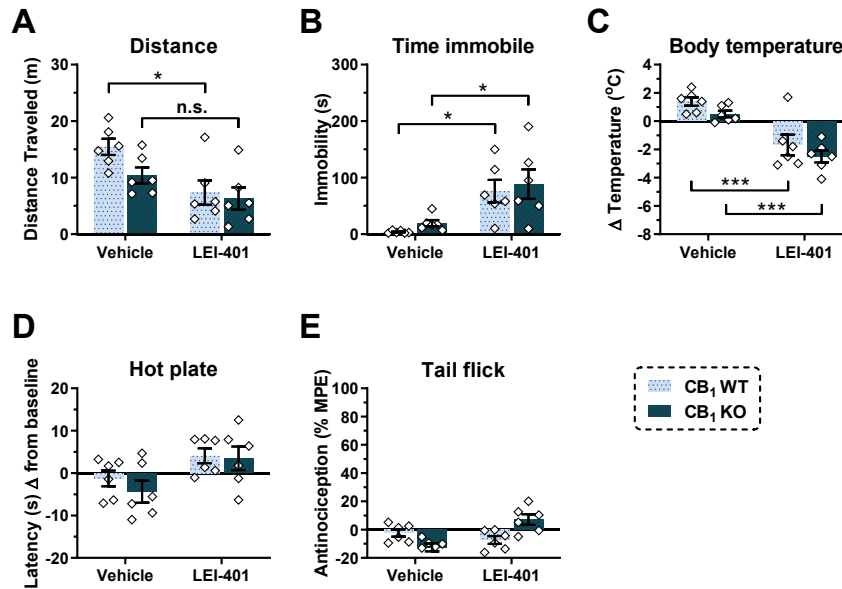 A
Distance
Distance Traveled (m)
30
20
10
0
*
n.s.
Vehicle
LEI-401
B
Time immobile
Immobility (s)
300
200
100
0
*
*
Vehicle
LEI-401
C
Body temperature
Δ Temperature (°C)
4
2
0
-2
-4
-6
-8
***
***
Vehicle
LEI-401
D
Hot plate
Latency (s) Δ from baseline
20
10
0
-10
-20
Vehicle
LEI-401
E
Tail flick
Antinociception (% MPE)
100
80
60
40
20
0
-20
Vehicle
LEI-401
CB₁ WT
CB₁ KO